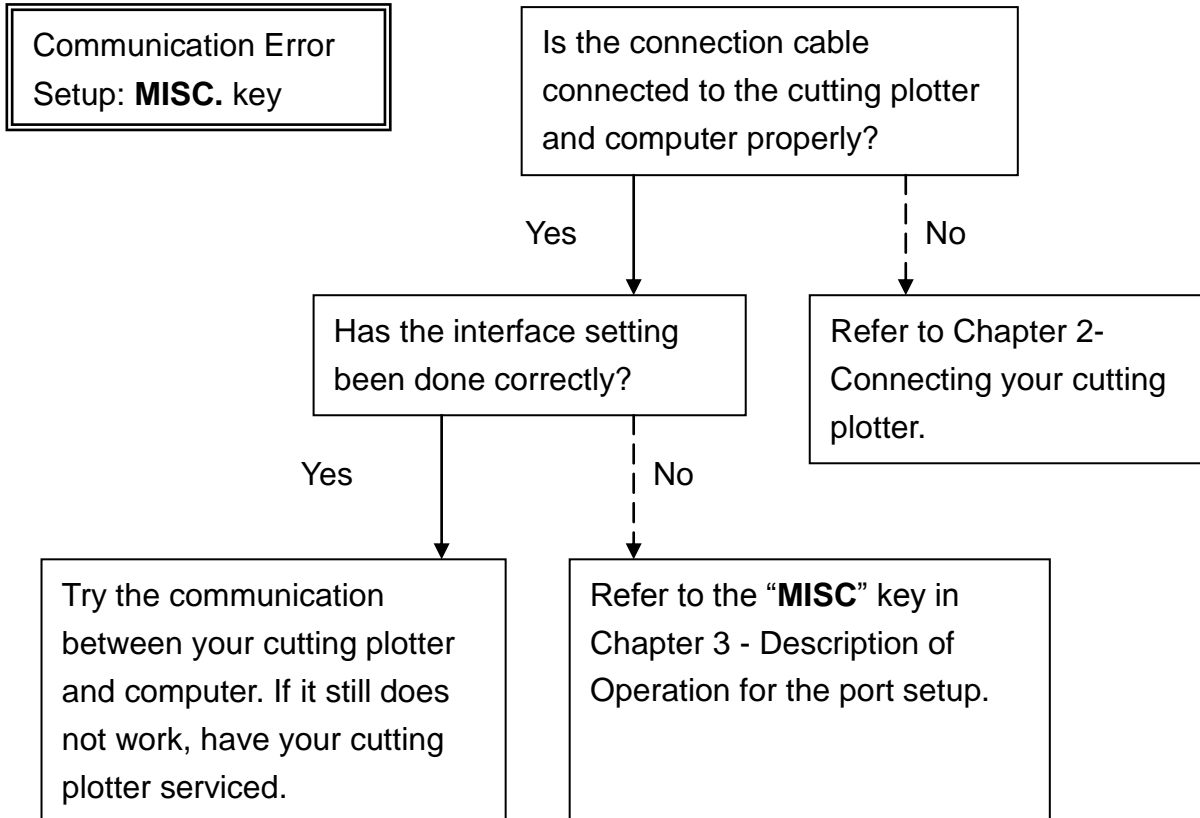 Communication Error
Setup: MISC. key
Is the connection cable
connected to the cutting plotter
and computer properly?
Yes
No
Has the interface setting
been done correctly?
Refer to Chapter 2-
Connecting your cutting
plotter.
Yes
No
Try the communication
between your cutting plotter
and computer. If it still does
not work, have your cutting
plotter serviced.
Refer to the “MISC” key in
Chapter 3 - Description of
Operation for the port setup.